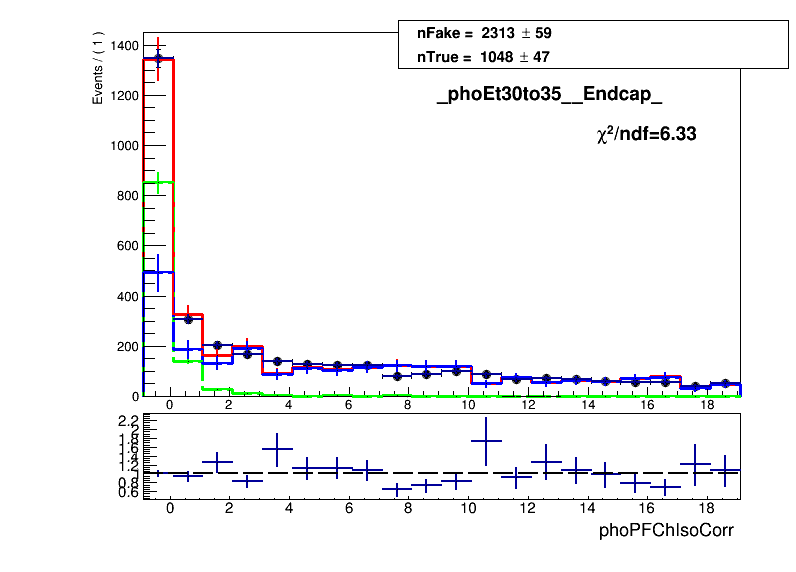 nFake = 2313 ± 59
nTrue = 1048 ± 47
_phoEt30to35__Endcap_
χ²/ndf=6.33
Events / ( 1 )
1400
1200
1000
800
600
400
200
0
0 2 4 6 8 10 12 14 16 18
2.2
2
1.8
1.6
1.4
1.2
1
0.8
0.6
0 2 4 6 8 10 12 14 16 18
phoPFChIsoCorr